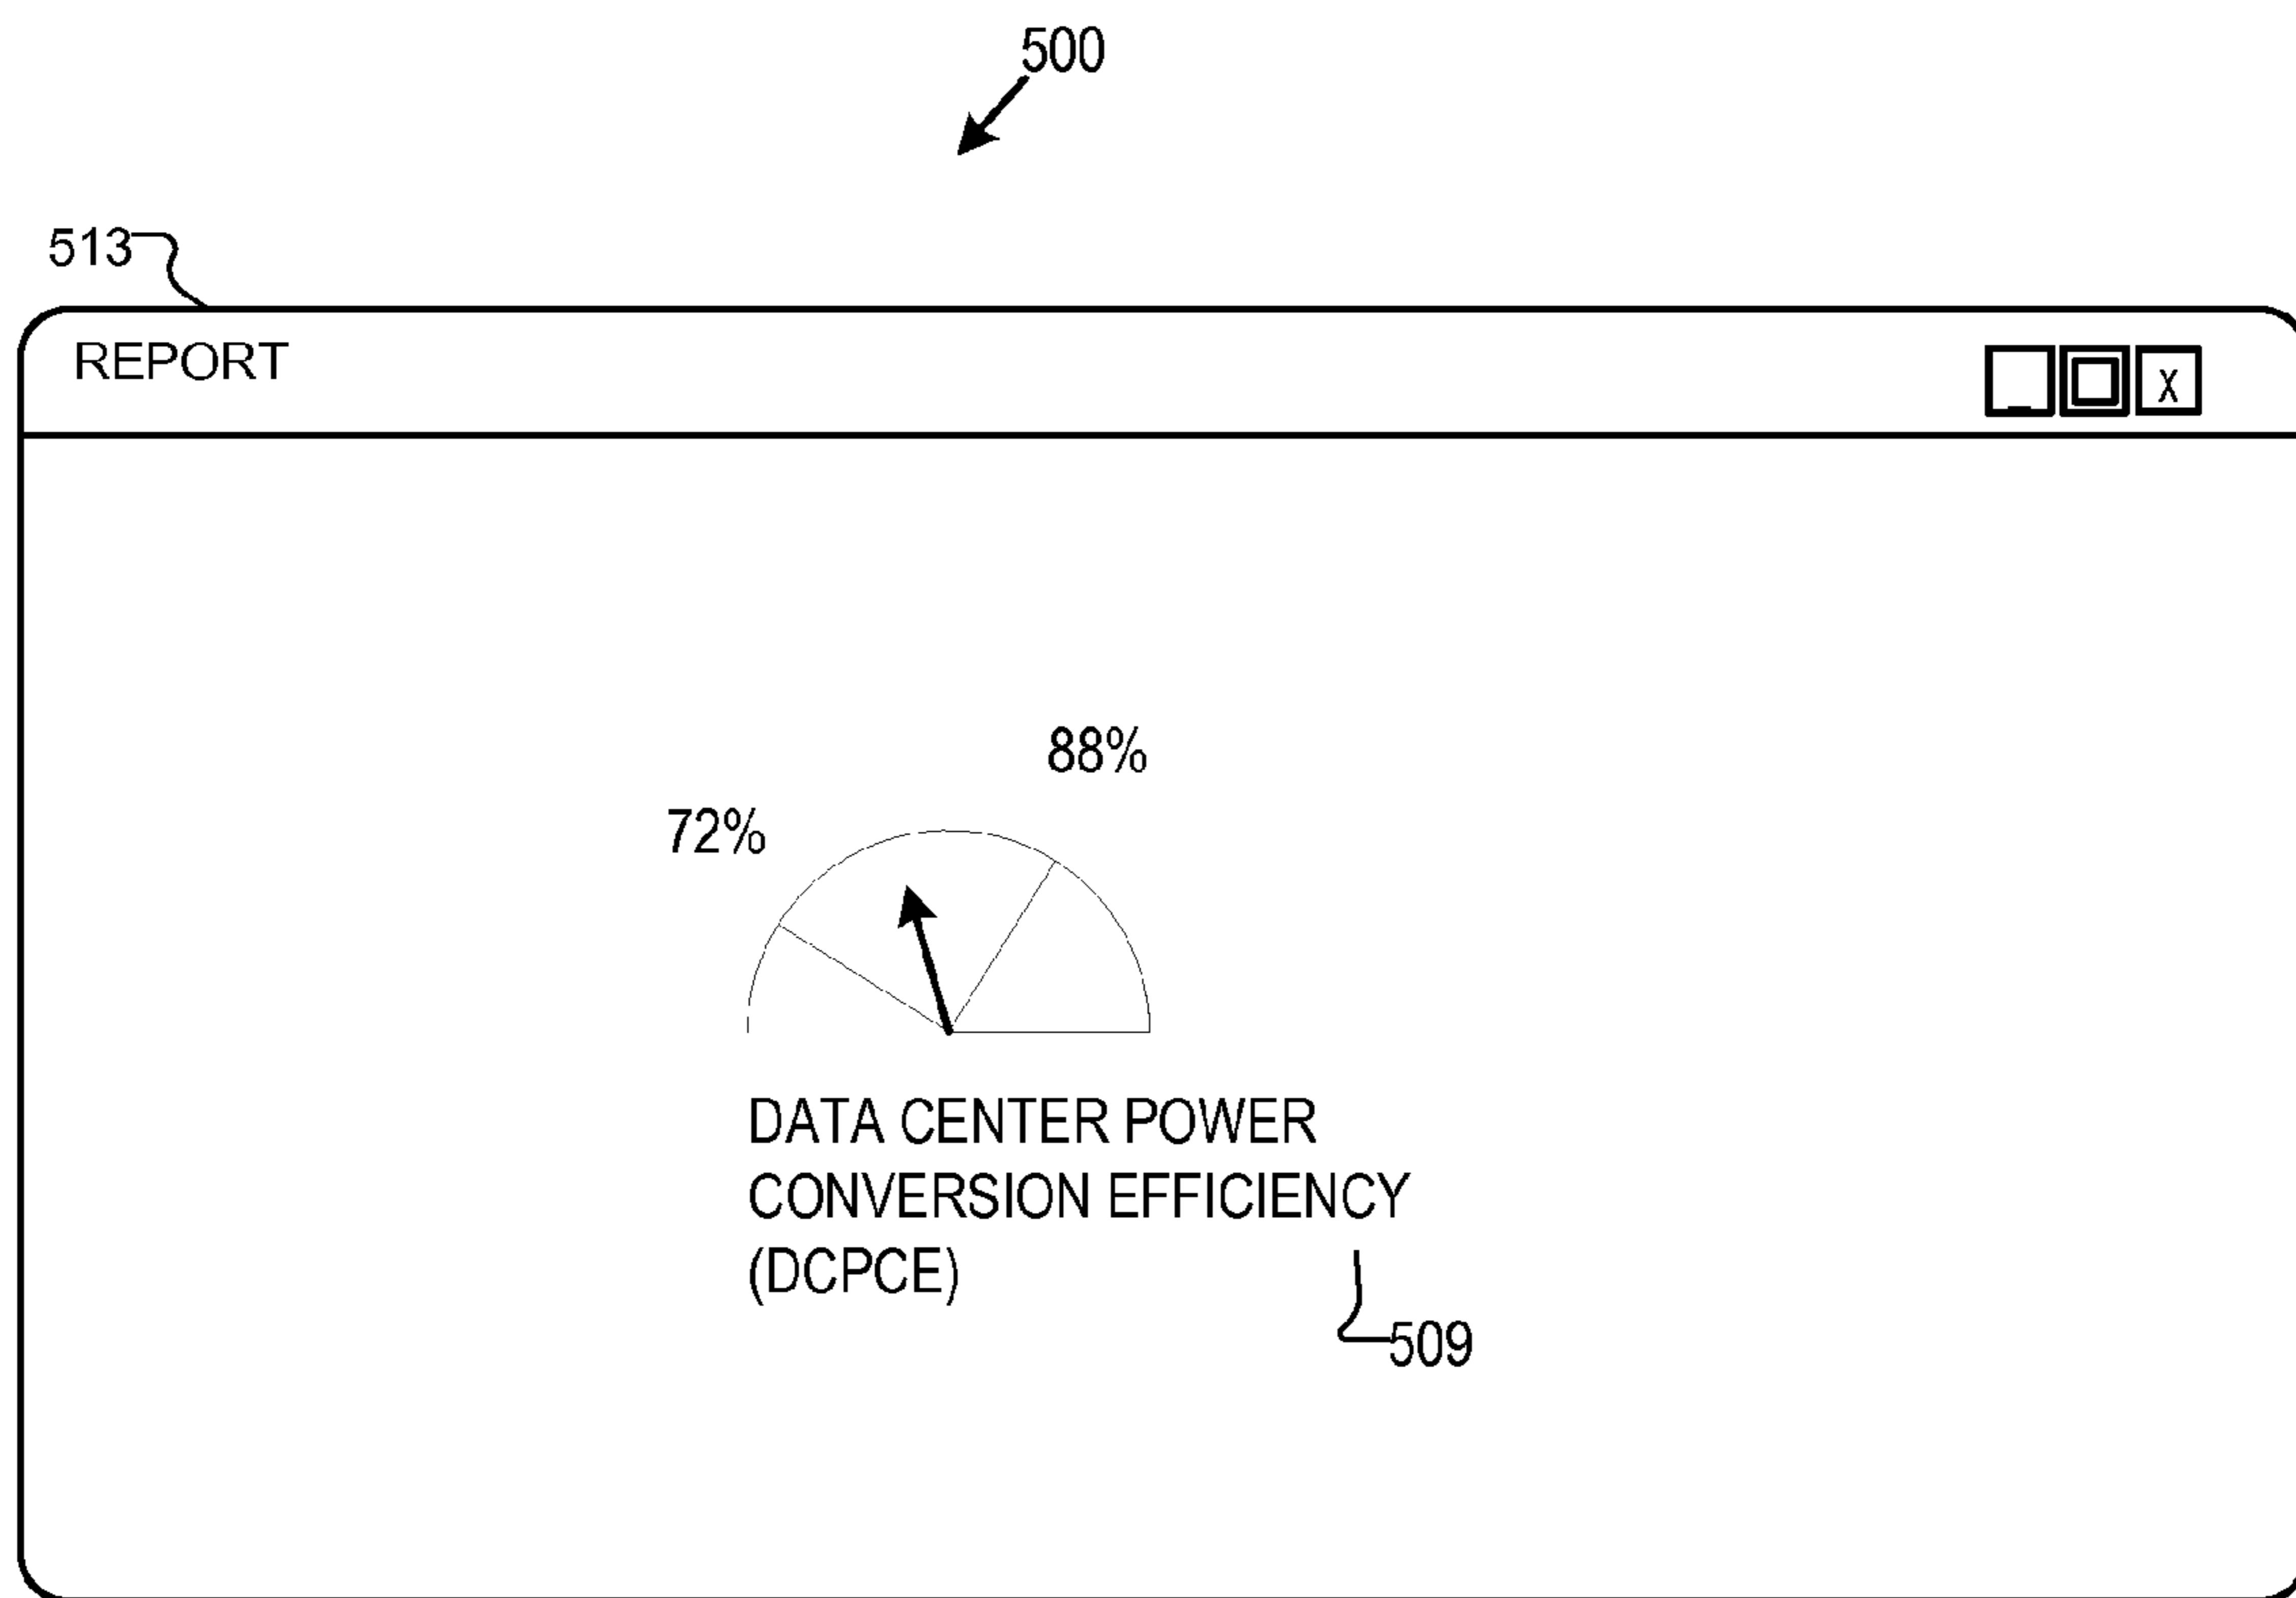 500
513
REPORT
X
88%
72%
DATA CENTER POWER
CONVERSION EFFICIENCY
(DCPCE)
509